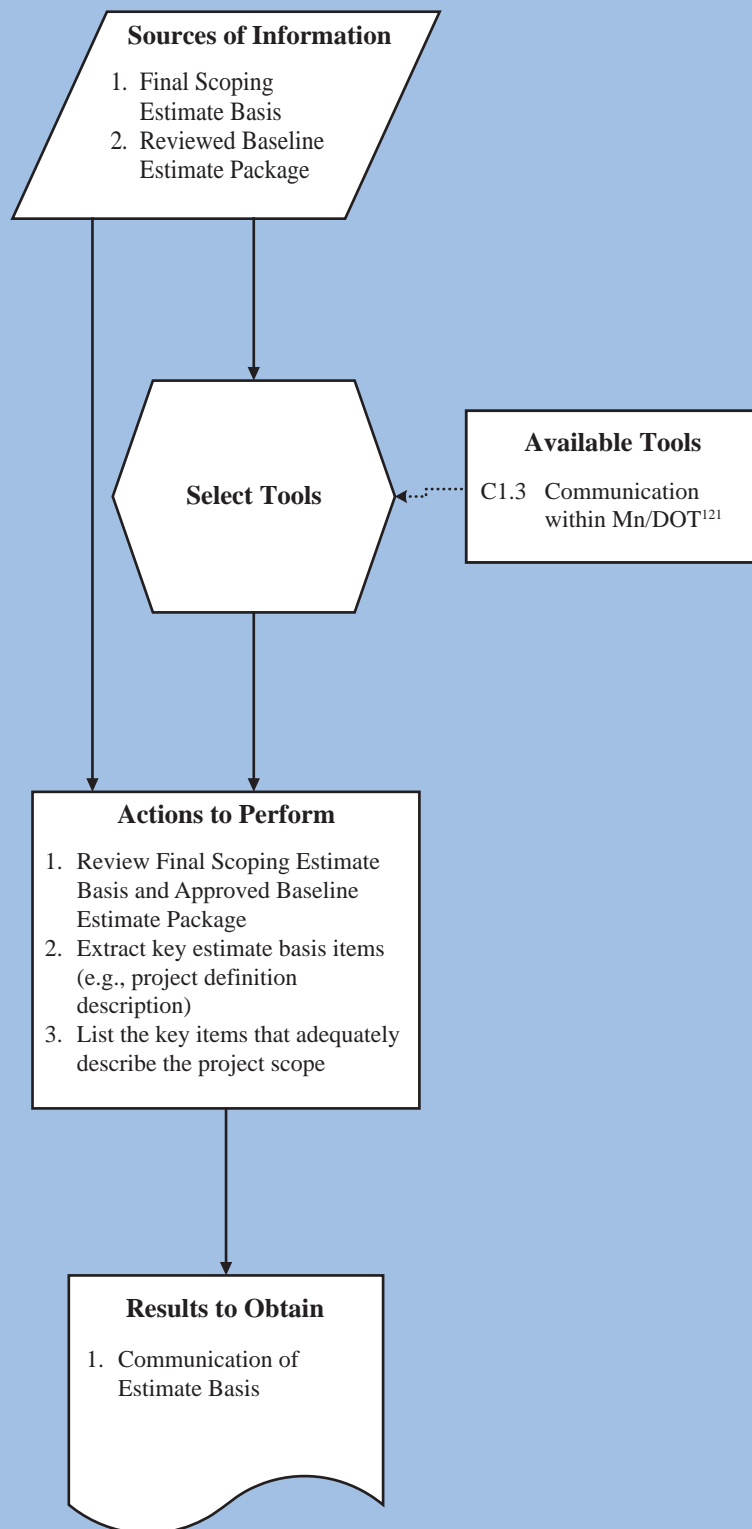 Sources of Information
1. Final Scoping
Estimate Basis
2. Reviewed Baseline
Estimate Package
Select Tools
Available Tools
C1.3 Communication
within Mn/DOT¹²¹
Actions to Perform
1. Review Final Scoping Estimate
Basis and Approved Baseline
Estimate Package
2. Extract key estimate basis items
(e.g., project definition
description)
3. List the key items that adequately
describe the project scope
Results to Obtain
1. Communication of
Estimate Basis